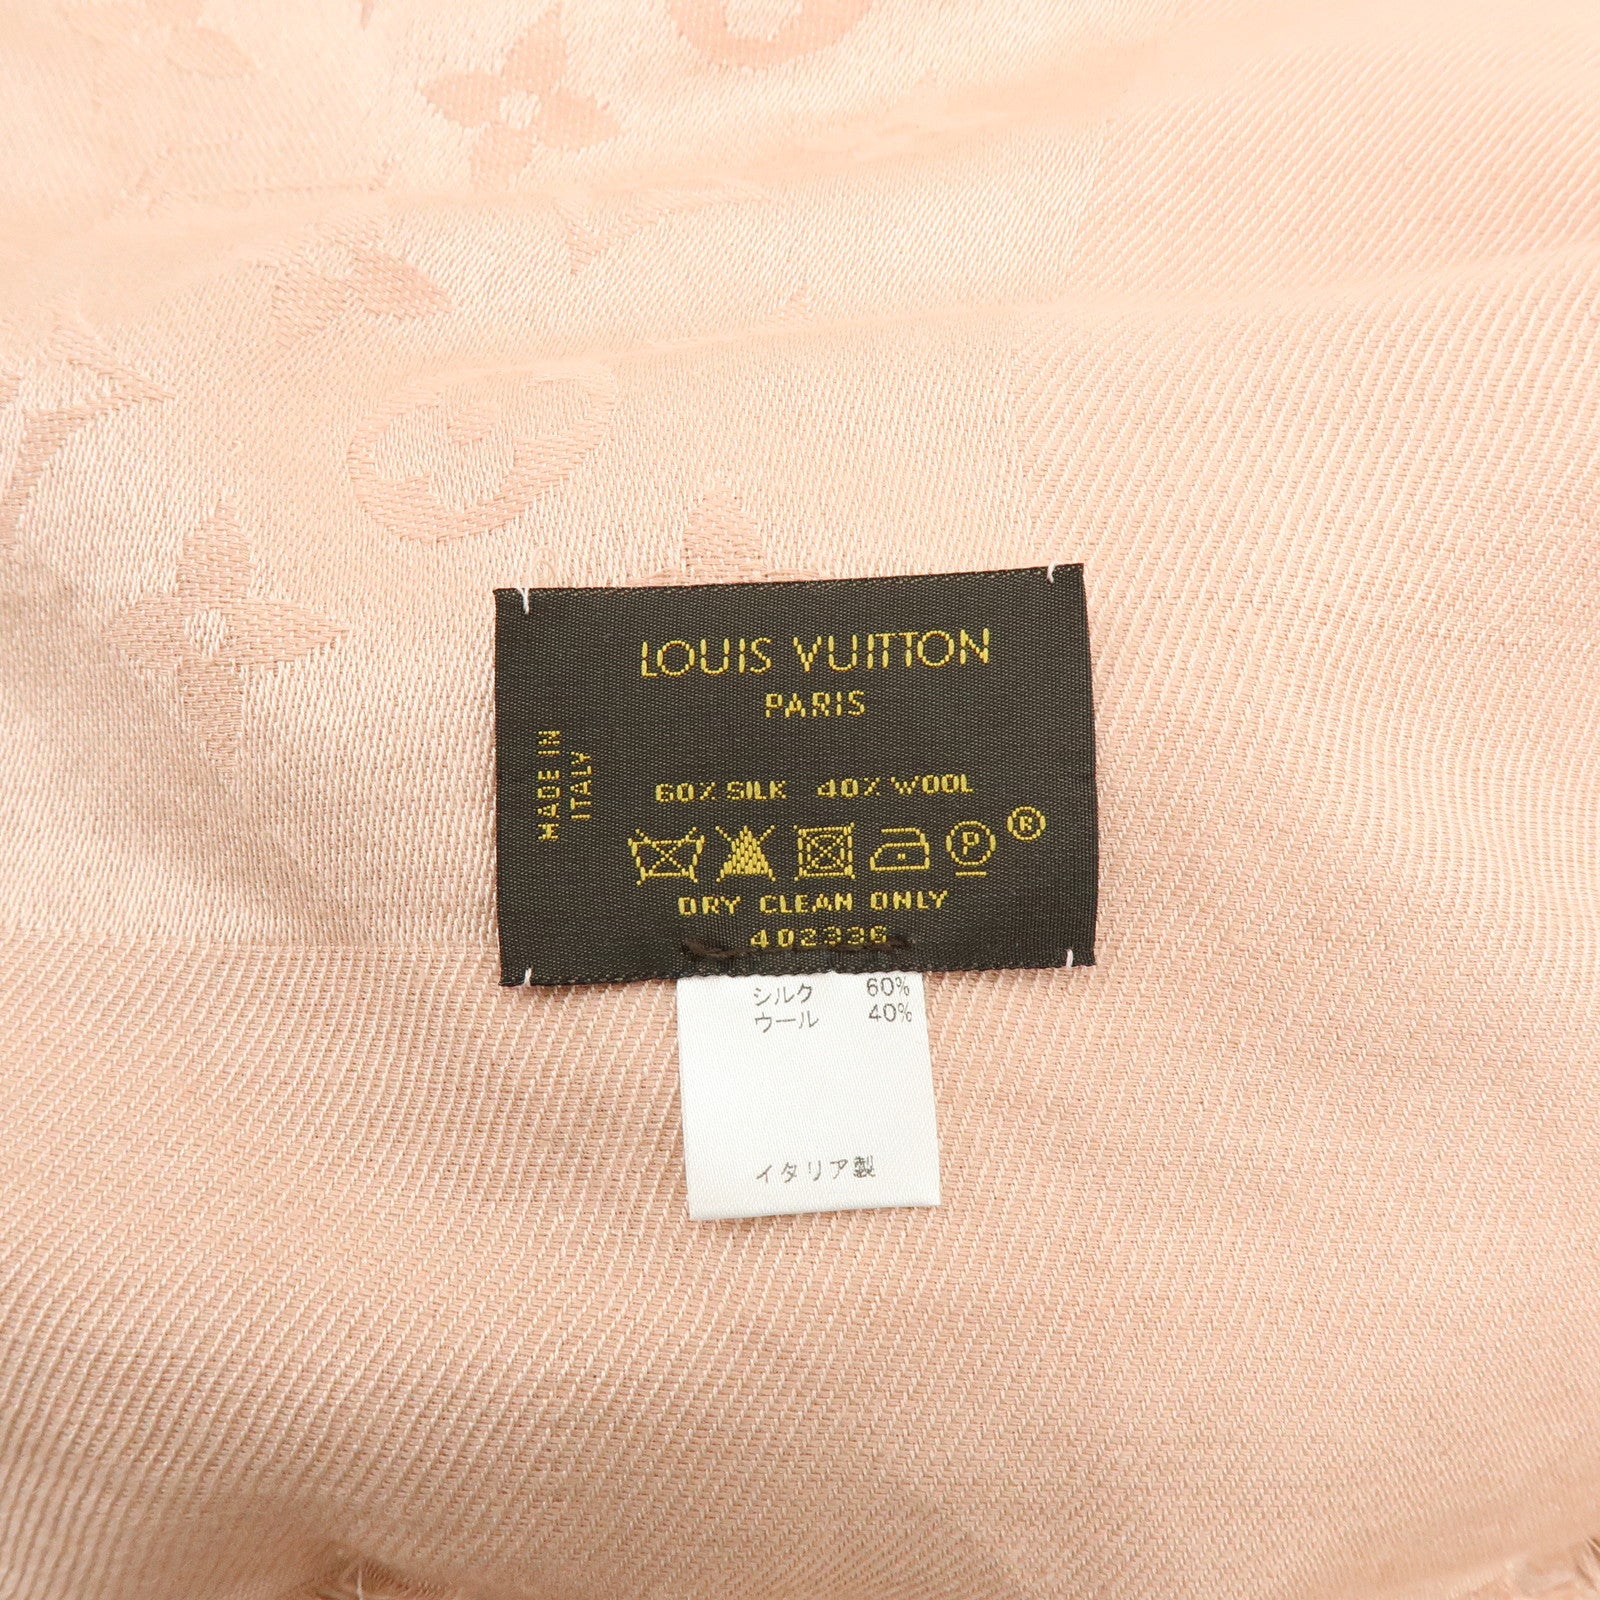 LOUIS VUITTON
PARIS
MADE IN
ITALY
60% SILK 40% WOOL
P
®
DRY CLEAN ONLY
402336
シルク 60%
ウール 40%
イタリア製